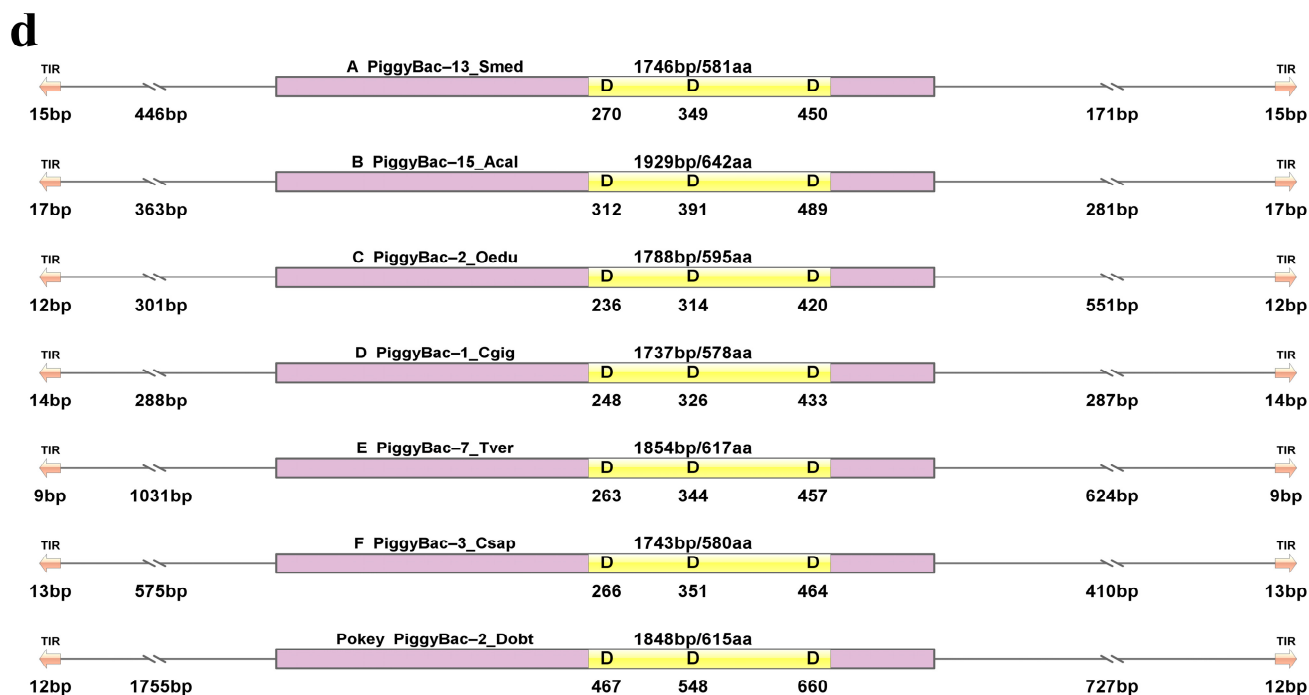 d
A PiggyBac–13_Smed 1746bp/581aa
TIR D D D TIR
15bp 446bp 270 349 450 171bp 15bp
B PiggyBac–15_Acal 1929bp/642aa
TIR D D D TIR
17bp 363bp 312 391 489 281bp 17bp
C PiggyBac–2_Oedu 1788bp/595aa
TIR D D D TIR
12bp 301bp 236 314 420 551bp 12bp
D PiggyBac–1_Cgig 1737bp/578aa
TIR D D D TIR
14bp 288bp 248 326 433 287bp 14bp
E PiggyBac–7_Tver 1854bp/617aa
TIR D D D TIR
9bp 1031bp 263 344 457 624bp 9bp
F PiggyBac–3_Csap 1743bp/580aa
TIR D D D TIR
13bp 575bp 266 351 464 410bp 13bp
Pokey PiggyBac–2_Dobt 1848bp/615aa
TIR D D D TIR
12bp 1755bp 467 548 660 727bp 12bp